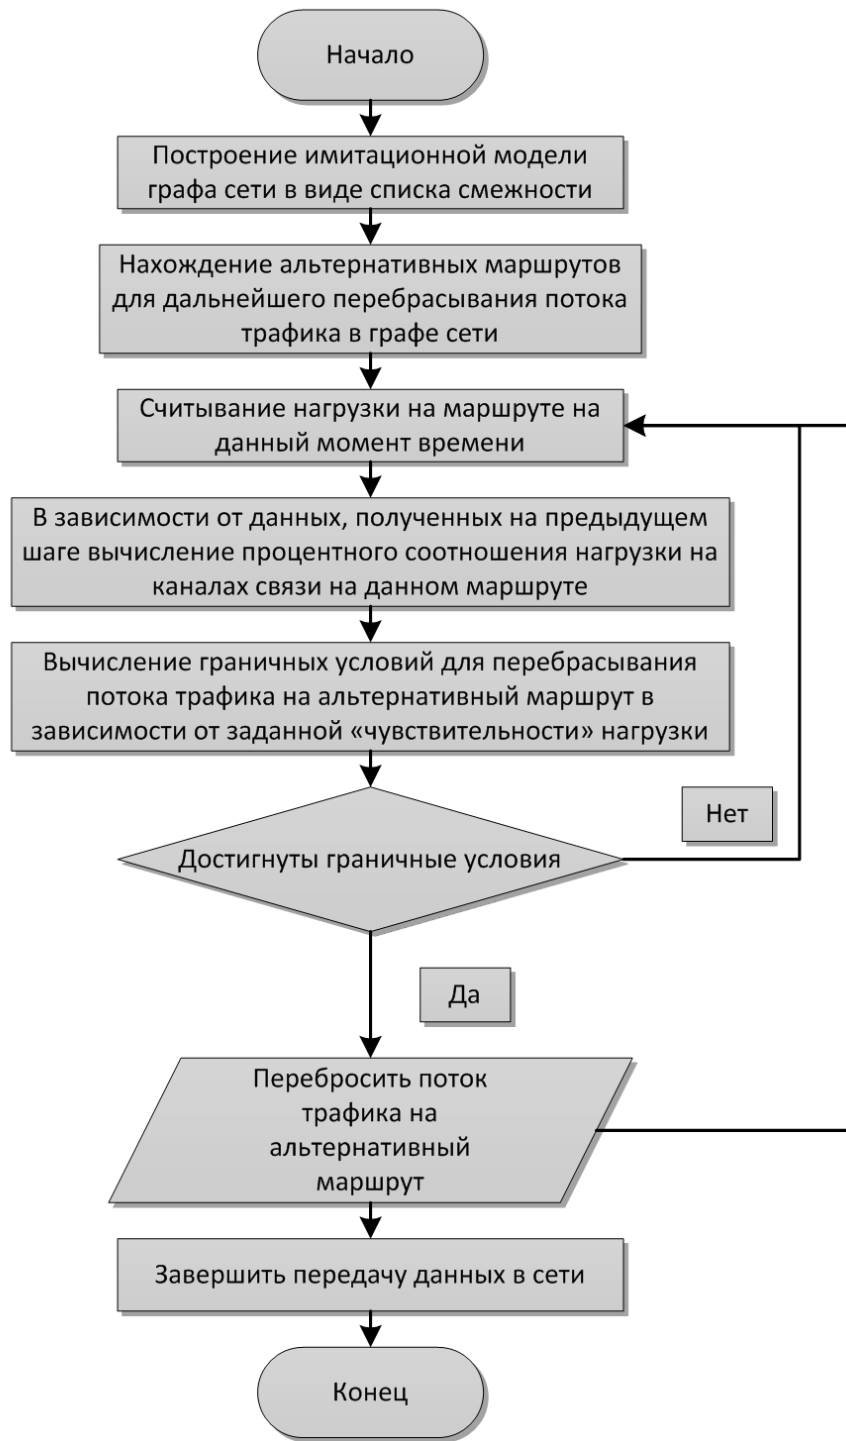 Начало
Построение имитационной модели
графа сети в виде списка смежности
Нахождение альтернативных маршрутов
для дальнейшего перебрасывания потока
трафика в графе сети
Считывание нагрузки на маршруте на
данный момент времени
В зависимости от данных, полученных на предыдущем
шаге вычисление процентного соотношения нагрузки на
каналах связи на данном маршруте
Вычисление граничных условий для перебрасывания
потока трафика на альтернативный маршрут в
зависимости от заданной «чувствительности» нагрузки
Нет
Достигнуты граничные условия
Да
Перебросить поток
трафика на
альтернативный
маршрут
Завершить передачу данных в сети
Конец